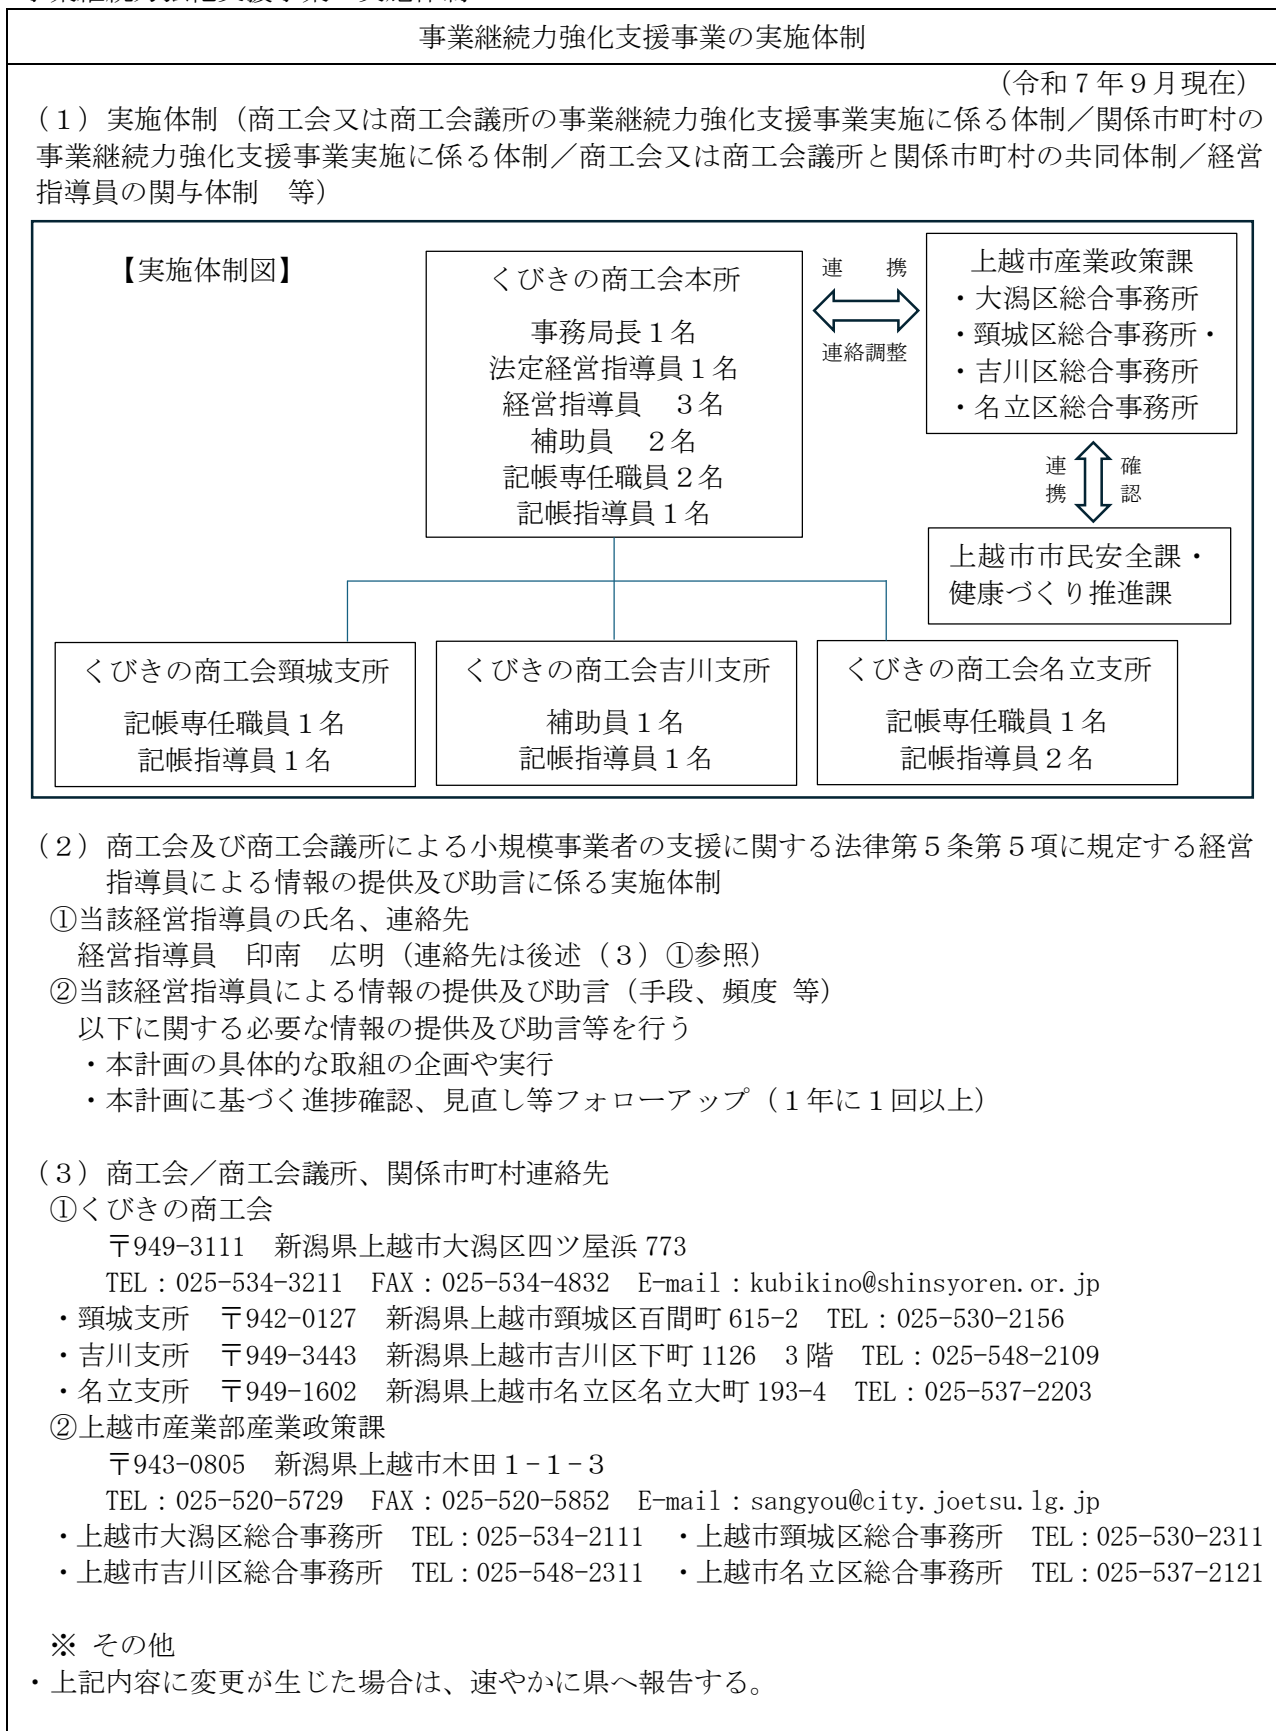 事業継続力強化支援事業の実施体制
（令和７年９月現在）
（１）実施体制（商工会又は商工会議所の事業継続力強化支援事業実施に係る体制／関係市町村の
事業継続力強化支援事業実施に係る体制／商工会又は商工会議所と関係市町村の共同体制／経営
指導員の関与体制　等）
【実施体制図】
くびきの商工会本所
事務局長１名
法定経営指導員１名
経営指導員　３名
補助員　２名
記帳専任職員２名
記帳指導員１名
連　携
連絡調整
上越市産業政策課
・大潟区総合事務所
・頸城区総合事務所・
・吉川区総合事務所
・名立区総合事務所
連携
確認
上越市市民安全課・
健康づくり推進課
くびきの商工会頸城支所
記帳専任職員１名
記帳指導員１名
くびきの商工会吉川支所
補助員１名
記帳指導員１名
くびきの商工会名立支所
記帳専任職員１名
記帳指導員２名
（２）商工会及び商工会議所による小規模事業者の支援に関する法律第５条第５項に規定する経営
指導員による情報の提供及び助言に係る実施体制
①当該経営指導員の氏名、連絡先
経営指導員　印南　広明（連絡先は後述（３）①参照）
②当該経営指導員による情報の提供及び助言（手段、頻度 等）
以下に関する必要な情報の提供及び助言等を行う
・本計画の具体的な取組の企画や実行
・本計画に基づく進捗確認、見直し等フォローアップ（１年に１回以上）
（３）商工会／商工会議所、関係市町村連絡先
①くびきの商工会
〒949-3111　新潟県上越市大潟区四ツ屋浜 773
TEL：025-534-3211　FAX：025-534-4832　E-mail：kubikino@shinsyoren.or.jp
・頸城支所　〒942-0127　新潟県上越市頸城区百間町 615-2　TEL：025-530-2156
・吉川支所　〒949-3443　新潟県上越市吉川区下町 1126　３階　TEL：025-548-2109
・名立支所　〒949-1602　新潟県上越市名立区名立大町 193-4　TEL：025-537-2203
②上越市産業部産業政策課
〒943-0805　新潟県上越市木田１-１-３
TEL：025-520-5729　FAX：025-520-5852　E-mail：sangyou@city.joetsu.lg.jp
・上越市大潟区総合事務所　TEL：025-534-2111　・上越市頸城区総合事務所　TEL：025-530-2311
・上越市吉川区総合事務所　TEL：025-548-2311　・上越市名立区総合事務所　TEL：025-537-2121
※ その他
・上記内容に変更が生じた場合は、速やかに県へ報告する。